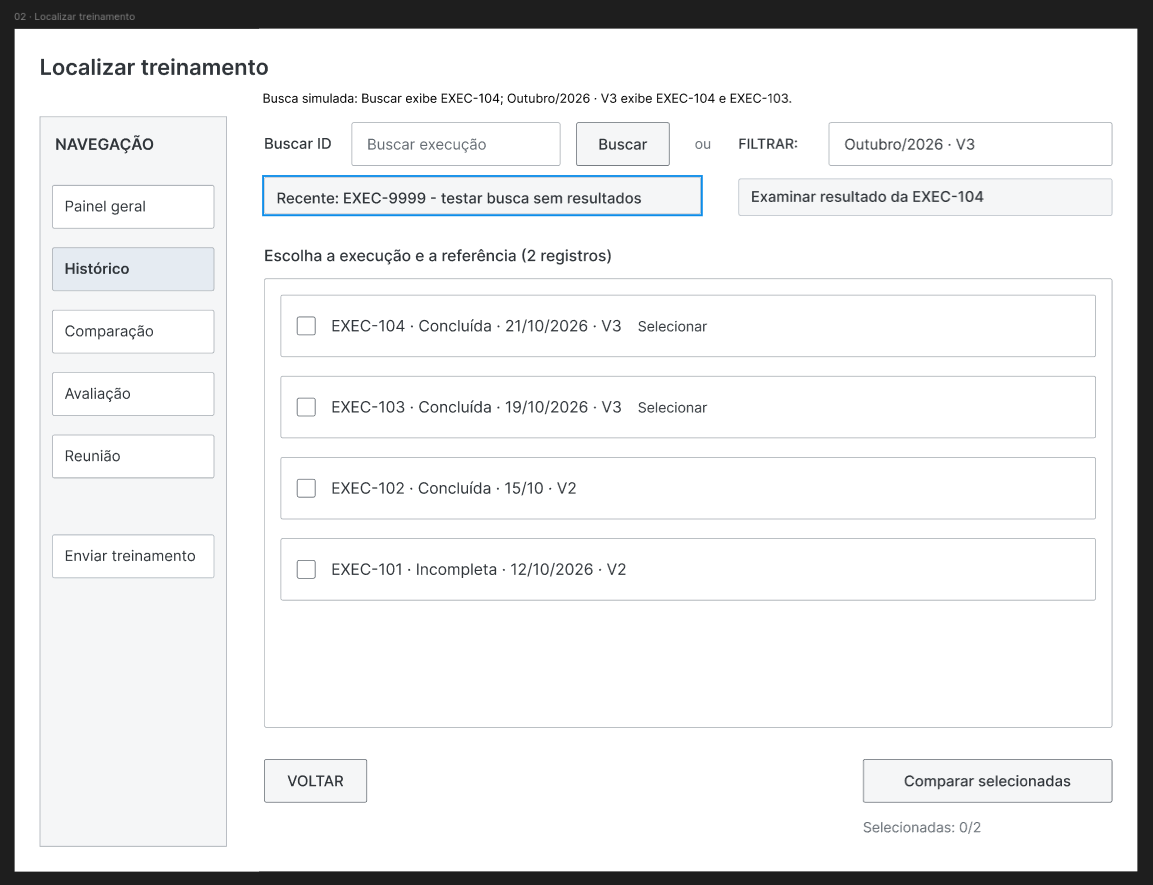 02 · Localizar treinamento
Localizar treinamento
Busca simulada: Buscar exibe EXEC-104; Outubro/2026 · V3 exibe EXEC-104 e EXEC-103.
NAVEGAÇÃO
Painel geral
Histórico
Comparação
Avaliação
Reunião
Enviar treinamento
Buscar ID
Buscar execução
Buscar
ou
FILTRAR:
Outubro/2026 · V3
Recente: EXEC-9999 - testar busca sem resultados
Examinar resultado da EXEC-104
Escolha a execução e a referência (2 registros)
EXEC-104 · Concluída · 21/10/2026 · V3 Selecionar
EXEC-103 · Concluída · 19/10/2026 · V3 Selecionar
EXEC-102 · Concluída · 15/10 · V2
EXEC-101 · Incompleta · 12/10/2026 · V2
VOLTAR
Comparar selecionadas
Selecionadas: 0/2